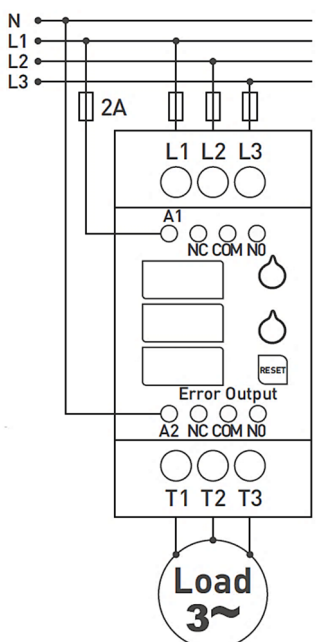 N
L1
L2
L3
2A
L1 L2 L3
A1
NC COM NO
RESET
Error Output
A2 NC COM NO
T1 T2 T3
Load
3~